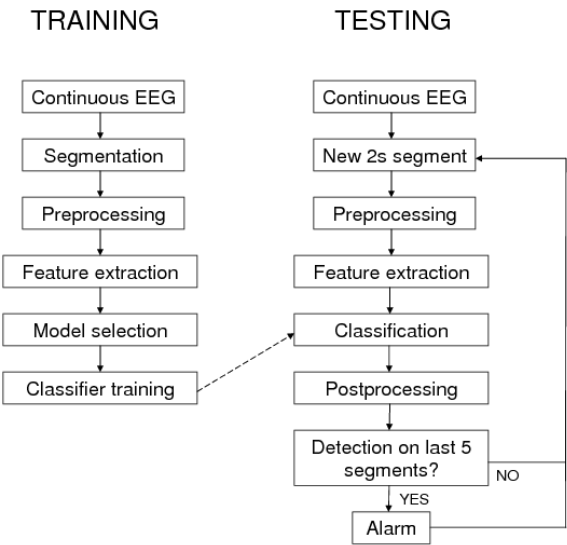 TRAINING
Continuous EEG
Segmentation
Preprocessing
Feature extraction
Model selection
Classifier training
TESTING
Continuous EEG
New 2s segment
Preprocessing
Feature extraction
Classification
Postprocessing
Detection on last 5
segments?
NO
YES
Alarm